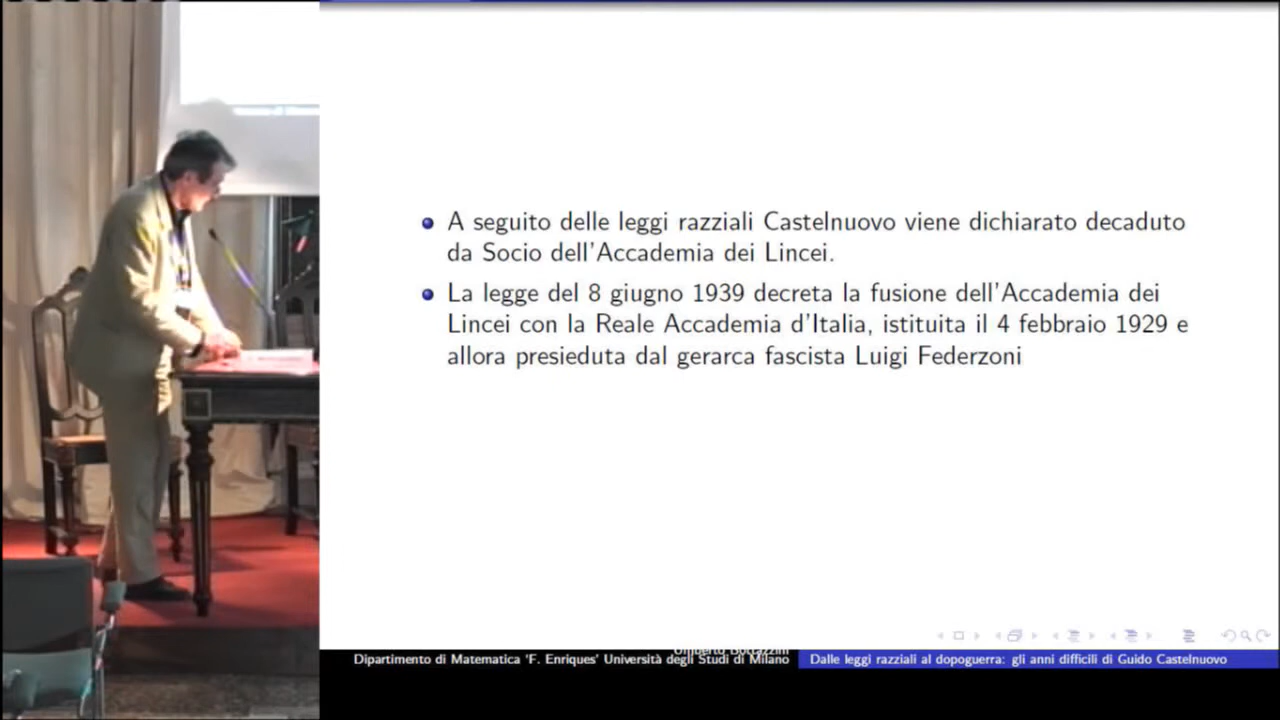 A seguito delle leggi razziali Castelnuovo viene dichiarato decaduto
da Socio dell'Accademia dei Lincei.
La legge del 8 giugno 1939 decreta la fusione dell'Accademia dei
Lincei con la Reale Accademia d'Italia, istituita il 4 febbraio 1929 e
allora presieduta dal gerarca fascista Luigi Federzoni
Umberto Bottazzini
Dipartimento di Matematica 'F. Enriques' Università degli Studi di Milano
Dalle leggi razziali al dopoguerra: gli anni difficili di Guido Castelnuovo